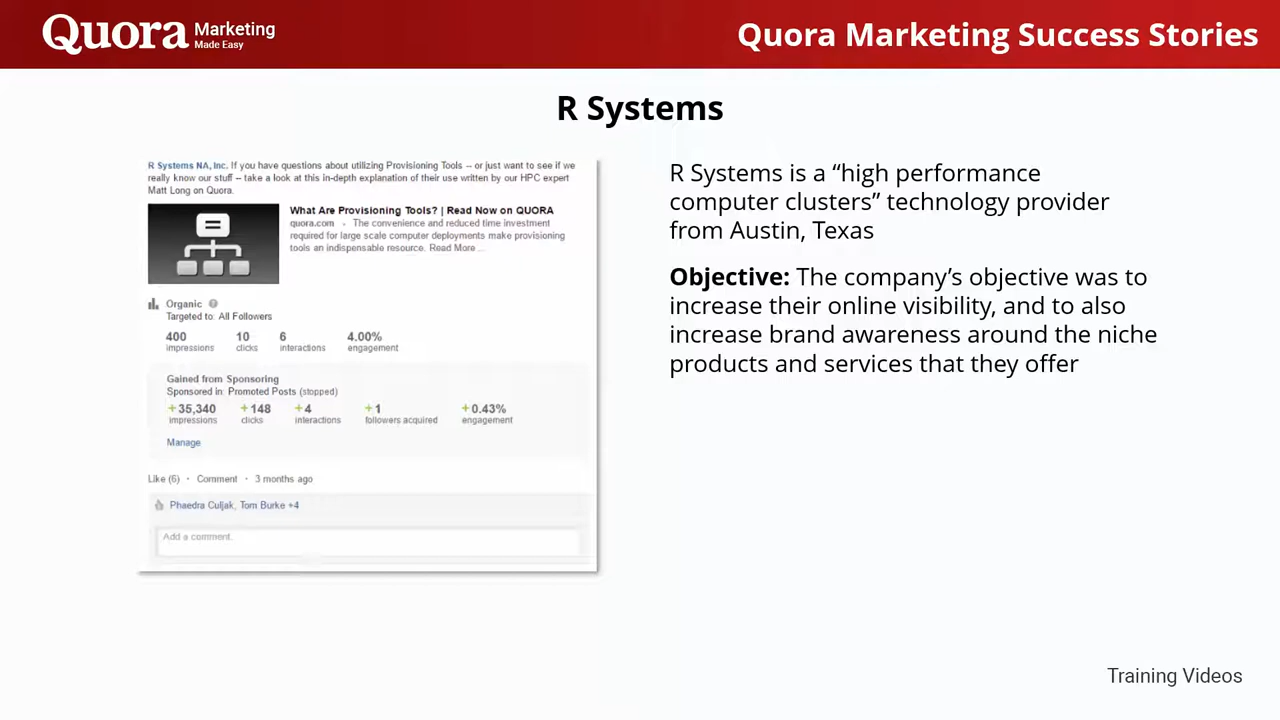 Quora Marketing
Made Easy
Quora Marketing Success Stories
R Systems
R Systems NA, Inc. If you have questions about utilizing Provisioning Tools – or just want to see if we
really know our stuff – take a look at this in-depth explanation of their use written by our HPC expert
Matt Long on Quora.
What Are Provisioning Tools? | Read Now on QUORA
quora.com - The convenience and reduced time investment
required for large scale computer deployments make provisioning
tools an indispensable resource. Read More ...
Organic ?
Targeted to: All Followers
400 10 6 4.00%
impressions clicks interactions engagement
Gained from Sponsoring
Sponsored in: Promoted Posts (stopped)
+35,340 +148 +4 +1 +0.43%
impressions clicks interactions followers acquired engagement
Manage
Like (6) · Comment · 3 months ago
Phaedra Culjak, Tom Burke +4
Add a comment.
R Systems is a “high performance
computer clusters” technology provider
from Austin, Texas
Objective: The company’s objective was to
increase their online visibility, and to also
increase brand awareness around the niche
products and services that they offer
Training Videos